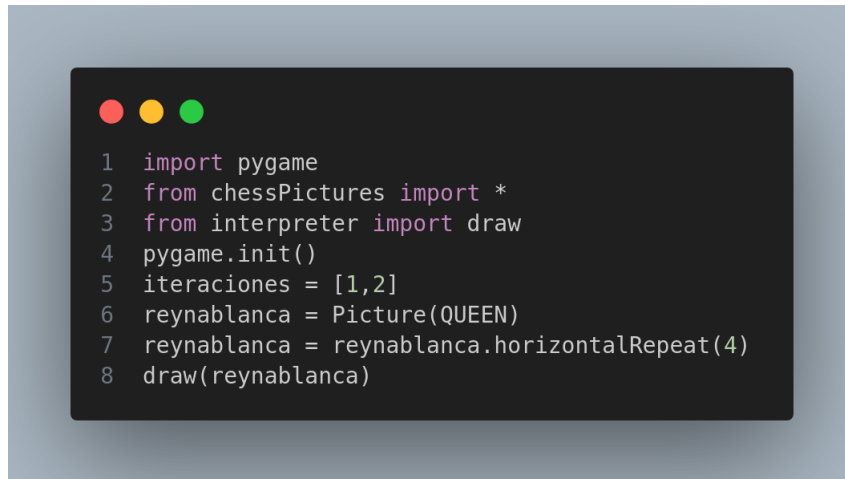 1 import pygame
2 from chessPictures import *
3 from interpreter import draw
4 pygame.init()
5 iteraciones = [1,2]
6 reynablanca = Picture(QUEEN)
7 reynablanca = reynablanca.horizontalRepeat(4)
8 draw(reynablanca)